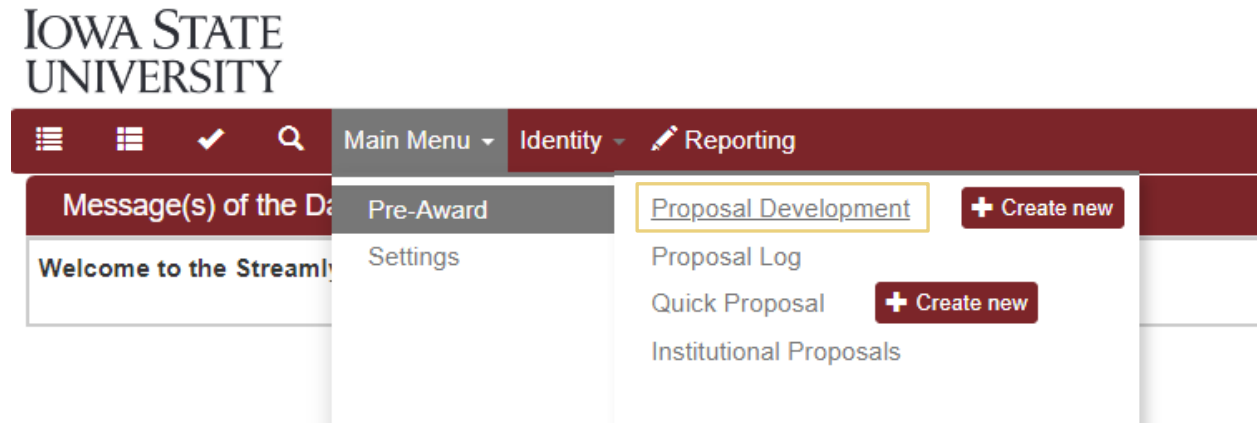 IOWA STATE
UNIVERSITY
Main Menu Identity Reporting
Message(s) of the Da
Pre-Award
Proposal Development
+ Create new
Welcome to the Streamly
Settings
Proposal Log
Quick Proposal
+ Create new
Institutional Proposals